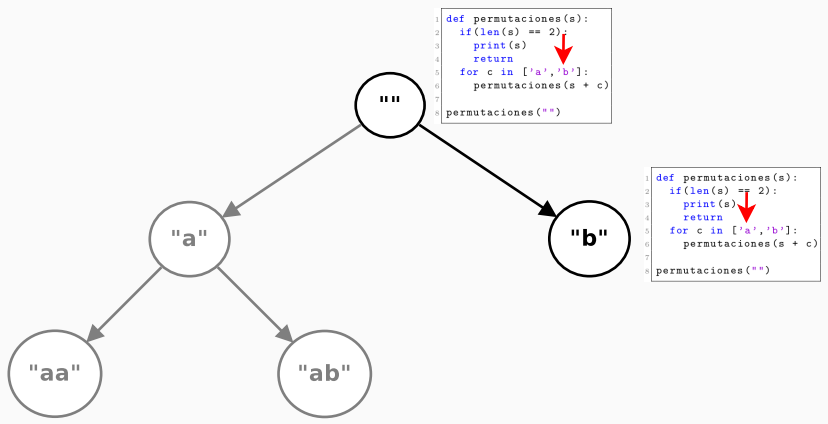 1 def permutaciones(s):
2   if(len(s) == 2):
3     print(s)
4     return
5   for c in ['a','b']:
6     permutaciones(s + c)
7
8 permutaciones("")
""
1 def permutaciones(s):
2   if(len(s) == 2):
3     print(s)
4     return
5   for c in ['a','b']:
6     permutaciones(s + c)
7
8 permutaciones("")
"a"
"b"
"aa"
"ab"